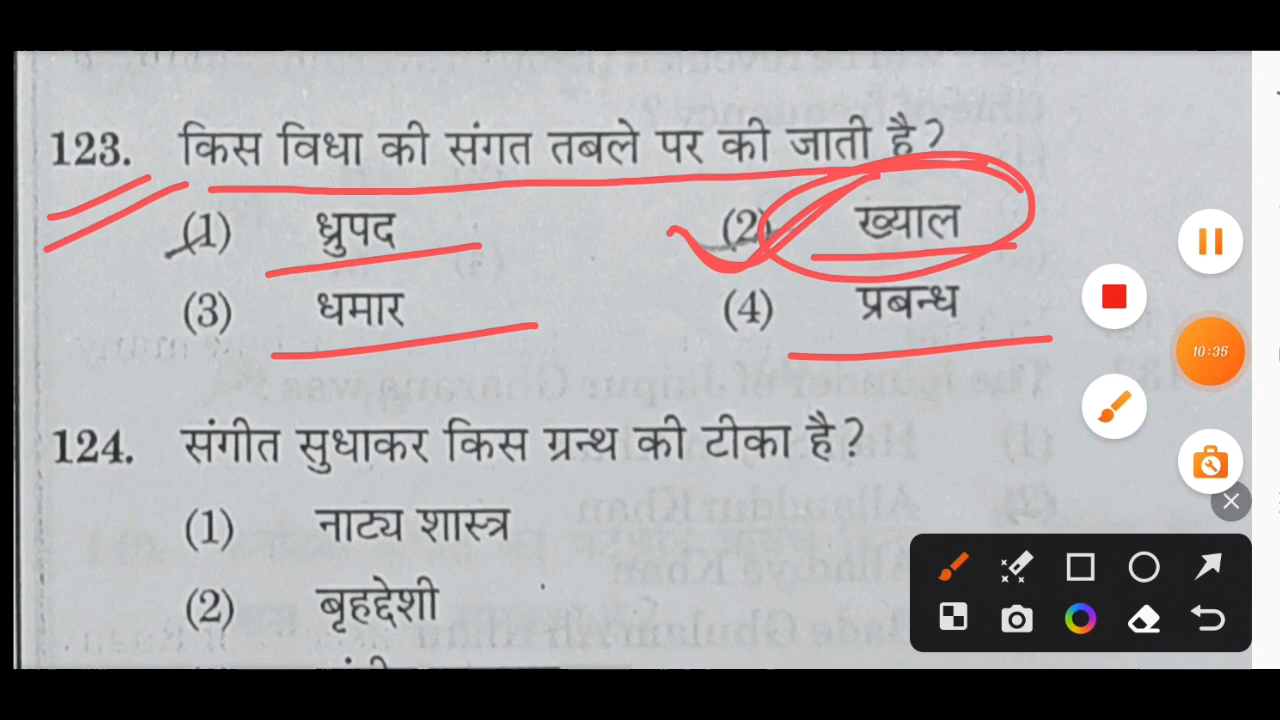 123. किस विधा की संगत तबले पर की जाती है?
(1) ध्रुपद (2) ख्याल
(3) धमार (4) प्रबन्ध
10:36
124. संगीत सुधाकर किस ग्रन्थ की टीका है?
(1) नाट्य शास्त्र
(2) बृहद्देशी